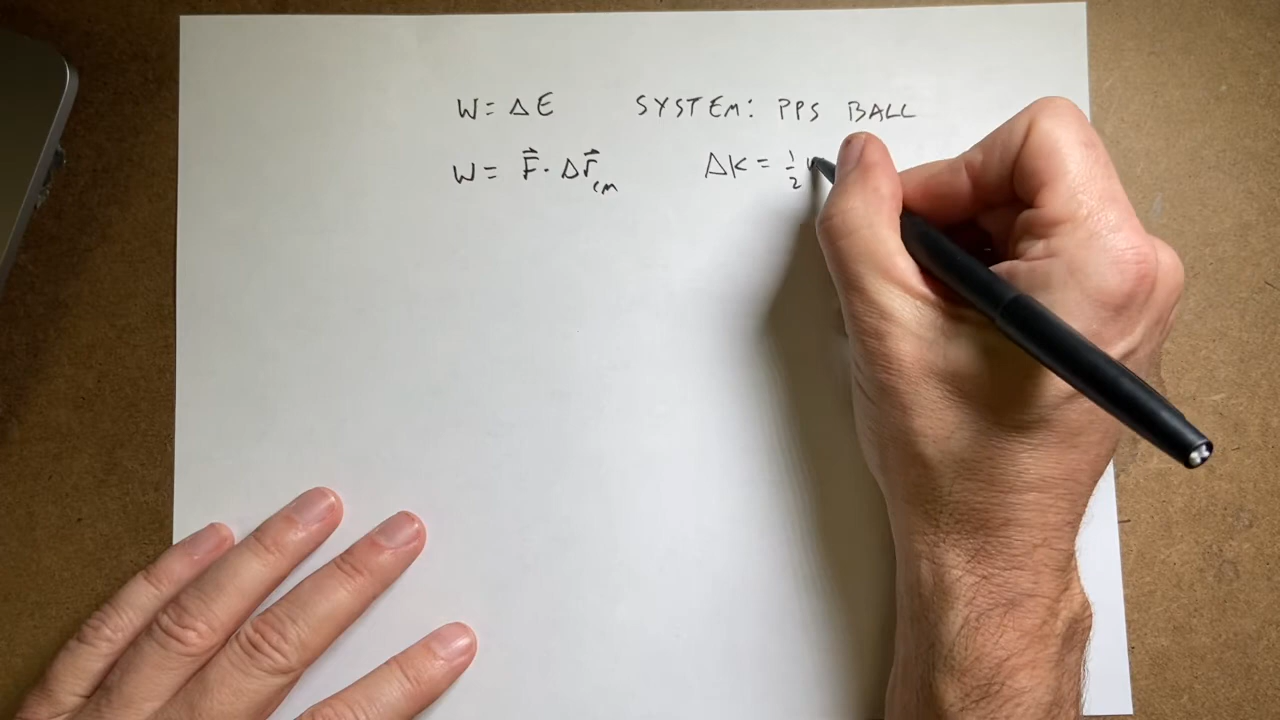 W = ΔE SYSTEM: PPS BALL
W = F⃗ · Δr⃗cm ΔK = ½